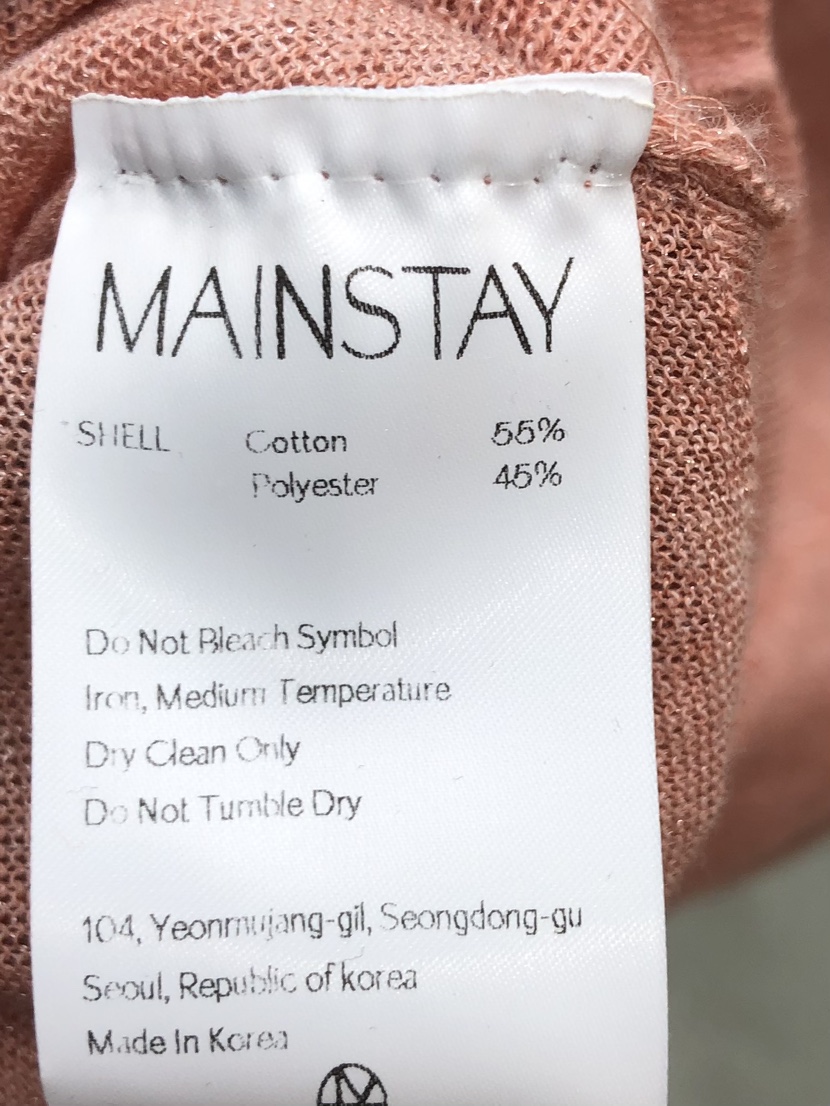 MAINSTAY
SHELL Cotton 55%
Polyester 45%
Do Not Bleach Symbol
Iron, Medium Temperature
Dry Clean Only
Do Not Tumble Dry
104, Yeonmujang-gil, Seongdong-gu
Seoul, Republic of korea
Made In Korea